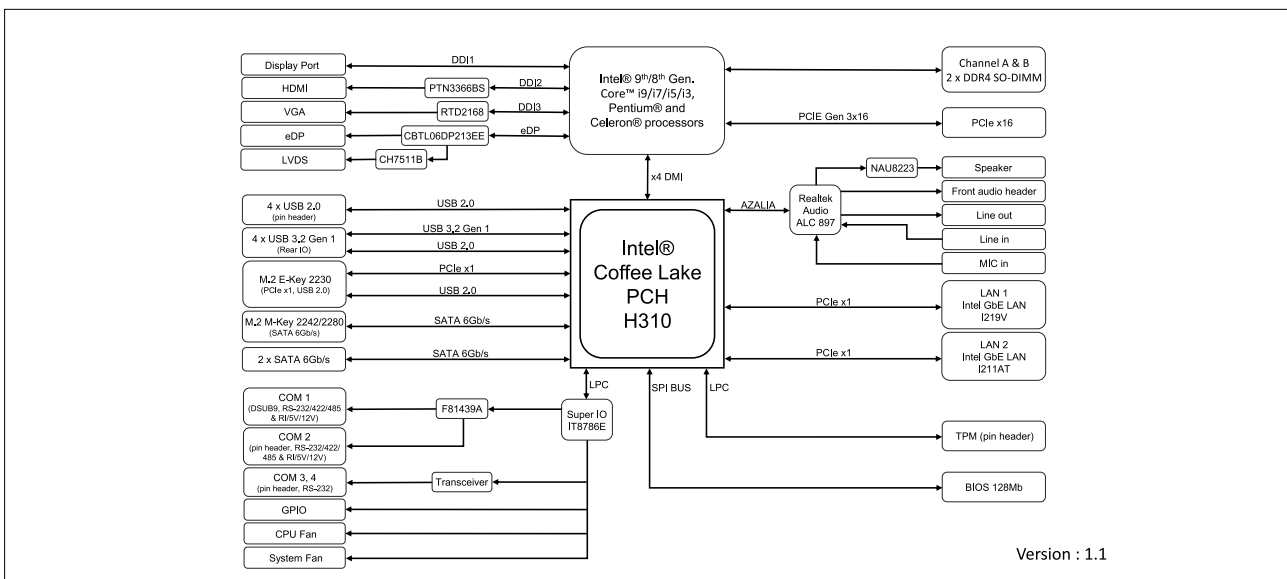 Display Port
HDMI
VGA
eDP
LVDS
DDI1
PTN3366BS
DDI2
RTD2168
DDI3
CBTL06DP213EE
eDP
CH7511B
Intel® 9th/8th Gen.
Core™ i9/i7/i5/i3,
Pentium® and
Celeron® processors
Channel A & B
2 x DDR4 SO-DIMM
PCIE Gen 3x16
PCIe x16
x4 DMI
NAU8223
Speaker
Front audio header
Line out
Line in
MIC in
AZALIA
Realtek
Audio
ALC 897
4 x USB 2.0
(pin header)
USB 2.0
4 x USB 3.2 Gen 1
(Rear IO)
USB 3.2 Gen 1
USB 2.0
M.2 E-Key 2230
(PCIe x1, USB 2.0)
PCIe x1
USB 2.0
M.2 M-Key 2242/2280
(SATA 6Gb/s)
SATA 6Gb/s
2 x SATA 6Gb/s
SATA 6Gb/s
Intel®
Coffee Lake
PCH
H310
PCIe x1
LAN 1
Intel GbE LAN
I219V
PCIe x1
LAN 2
Intel GbE LAN
I211AT
LPC
SPI BUS
LPC
COM 1
(DSUB9, RS-232/422/485
& RI/5V/12V)
F81439A
Super IO
IT8786E
COM 2
(pin header, RS-232/422/
485 & RI/5V/12V)
TPM (pin header)
COM 3, 4
(pin header, RS-232)
Transceiver
BIOS 128Mb
GPIO
CPU Fan
System Fan
Version : 1.1